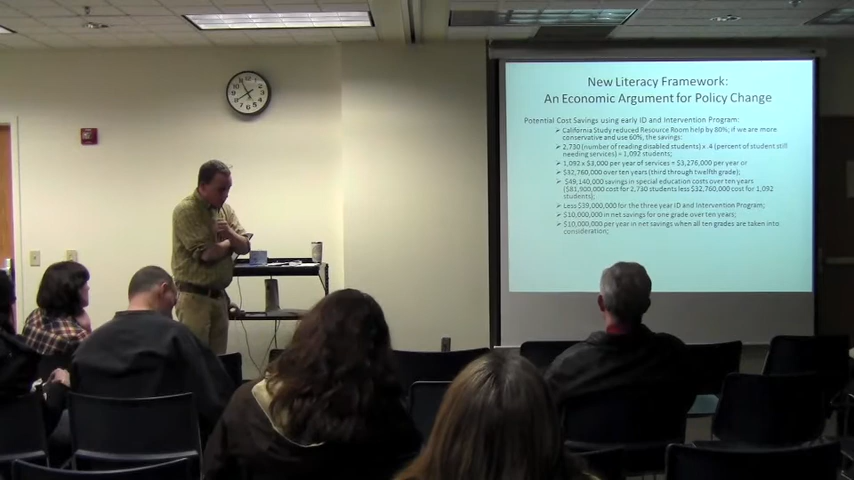 New Literacy Framework:
An Economic Argument for Policy Change
Potential Cost Savings using early ID and Intervention Program:
➢ California Study reduced Resource Room help by 80%; if we are more
conservative and use 60%, the savings:
➢ 2,730 (number of reading disabled students) x .4 (percent of student still
needing services) = 1,092 students;
➢ 1,092 x $3,000 per year of services = $3,276,000 per year or
➢ $32,760,000 over ten years (third through twelfth grade);
➢ $49,140,000 savings in special education costs over ten years
($81,900,000 cost for 2,730 students less $32,760,000 cost for 1,092
students);
➢ Less $39,000,000 for the three year ID and Intervention Program;
➢ $10,000,000 in net savings for one grade over ten years;
➢ $10,000,000 per year in net savings when all ten grades are taken into
consideration;